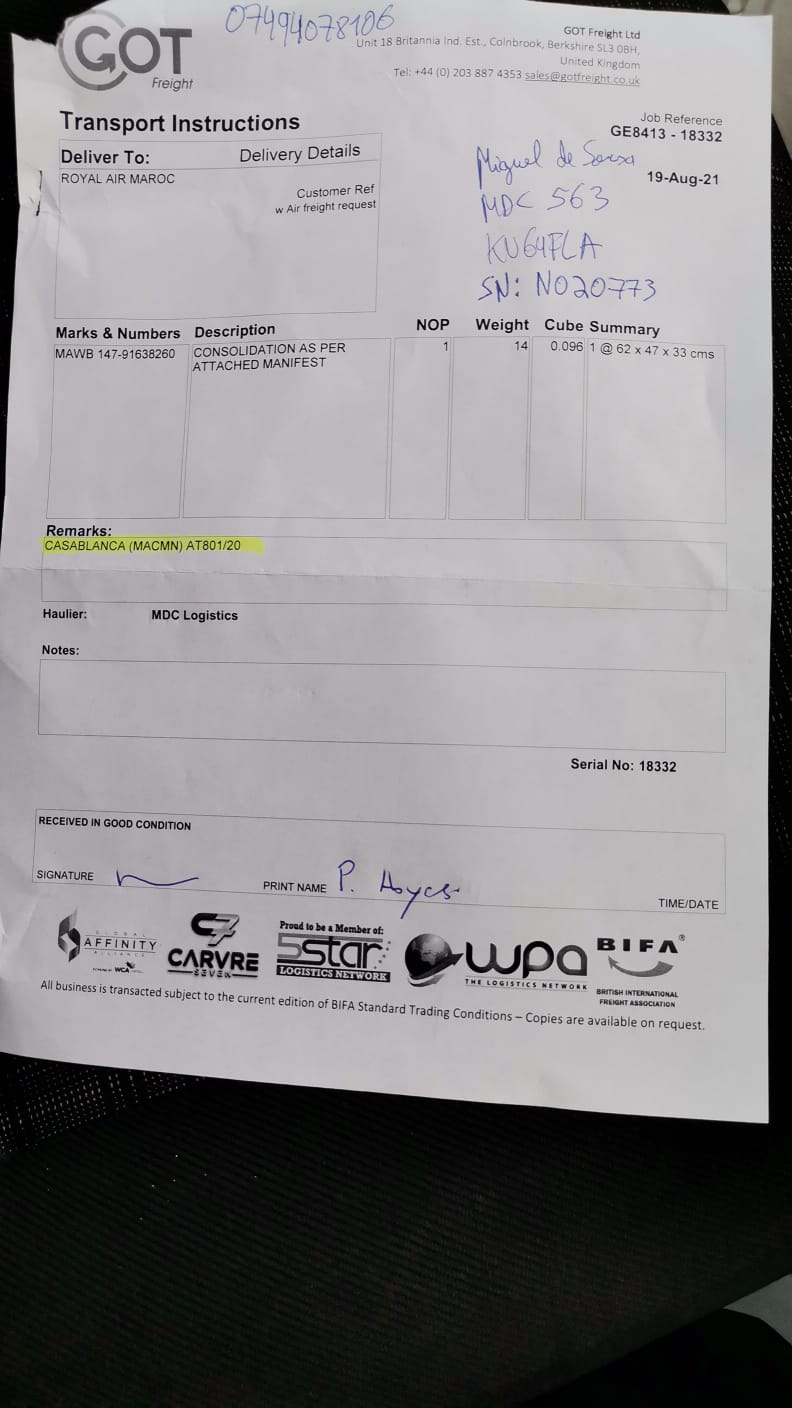 07494078106
GOT
Freight
GOT Freight Ltd
Unit 18 Britannia Ind. Est., Colnbrook, Berkshire SL3 0BH,
United Kingdom
Tel: +44 (0) 203 887 4353 sales@gotfreight.co.uk
Transport Instructions
Job Reference
GE8413 - 18332
19-Aug-21
Deliver To: Delivery Details
ROYAL AIR MAROC
Customer Ref
w Air freight request
Miguel de Sousa
MDC 563
KU64FLA
SN: N020773
Marks & Numbers Description NOP Weight Cube Summary
MAWB 147-91638260 CONSOLIDATION AS PER 1 14 0.096 1 @ 62 x 47 x 33 cms
ATTACHED MANIFEST
Remarks:
CASABLANCA (MACMN) AT801/20
Haulier: MDC Logistics
Notes:
Serial No: 18332
RECEIVED IN GOOD CONDITION
SIGNATURE PRINT NAME P.
TIME/DATE
GLOBAL
AFFINITY
ALLIANCE
WCA
C7
CARVRE
SEVEN
Proud to be a Member of:
5star
LOGISTICS NETWORK
wpa
THE LOGISTICS NETWORK
BIFA®
BRITISH INTERNATIONAL
FREIGHT ASSOCIATION
All business is transacted subject to the current edition of BIFA Standard Trading Conditions – Copies are available on request.